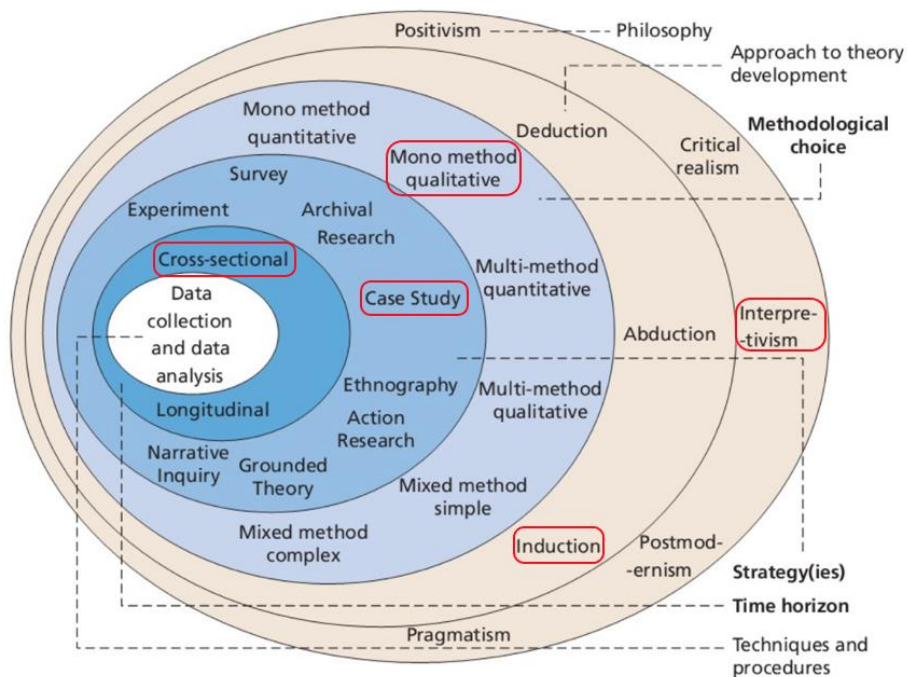 Positivism
Philosophy
Approach to theory
development
Mono method
quantitative
Deduction
Methodological
choice
Critical
realism
Mono method
qualitative
Survey
Experiment
Archival
Research
Cross-sectional
Multi-method
quantitative
Case Study
Data
collection
and data
analysis
Interpre-
-tivism
Abduction
Ethnography
Multi-method
qualitative
Longitudinal
Action
Research
Narrative
Inquiry
Grounded
Theory
Mixed method
simple
Mixed method
complex
Induction
Postmod-
-ernism
Strategy(ies)
Time horizon
Pragmatism
Techniques and
procedures